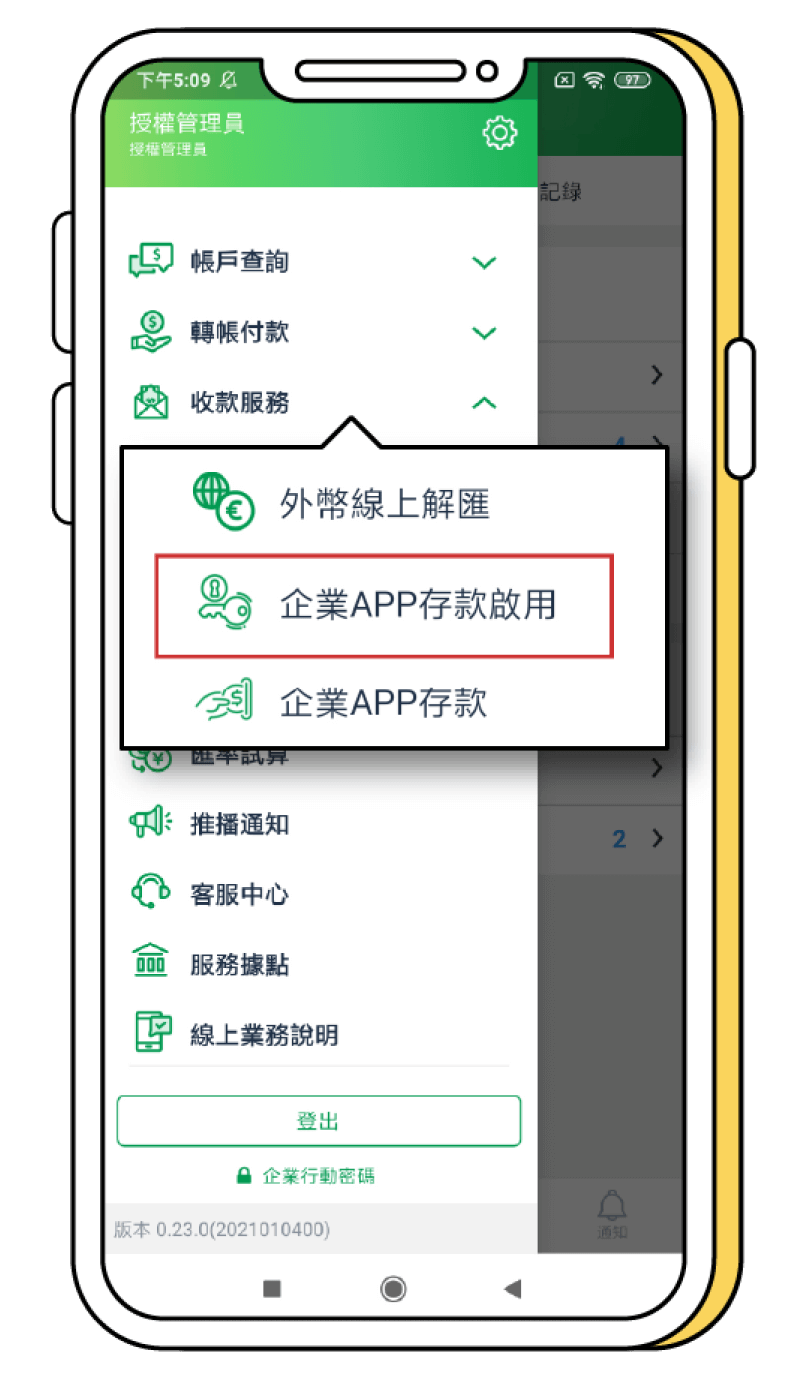 下午5:09
97
授權管理員
授權管理員
記錄
帳戶查詢
轉帳付款
收款服務
4
外幣線上解匯
企業APP存款啟用
企業APP存款
匯率試算
推播通知
2
客服中心
服務據點
線上業務說明
登出
企業行動密碼
通知
版本 0.23.0(2021010400)